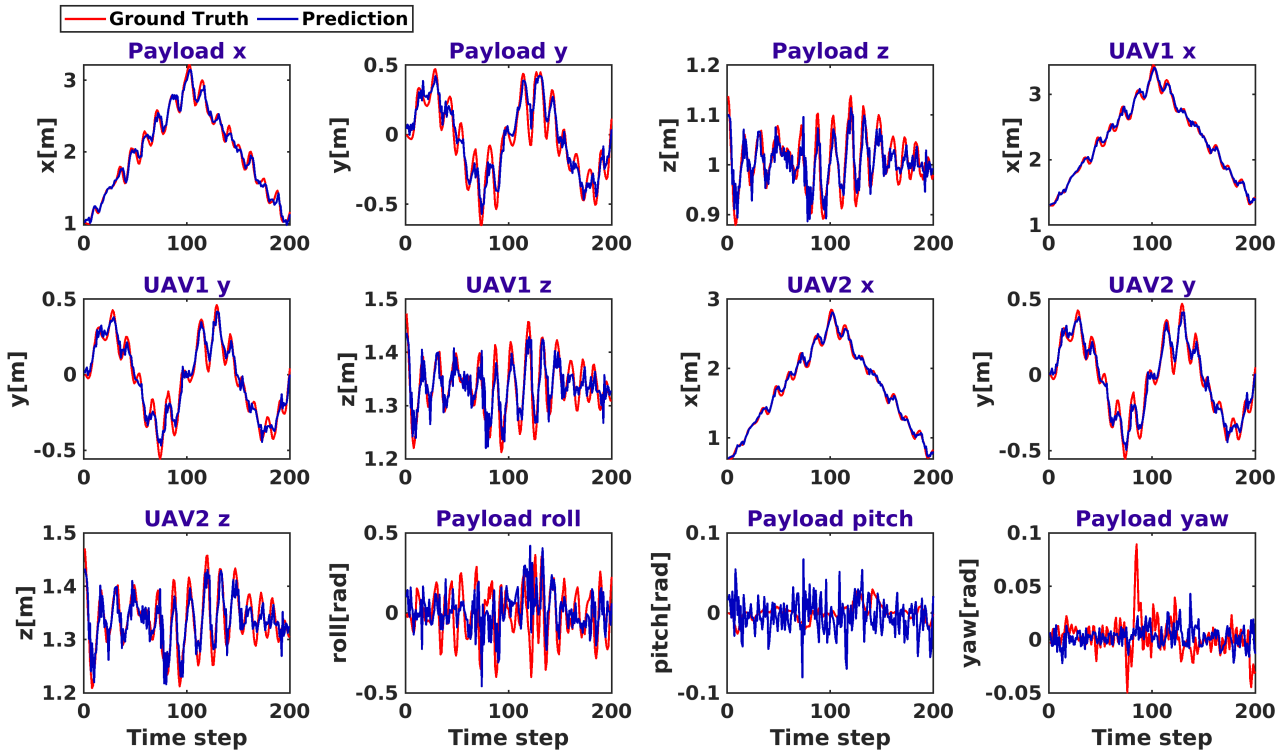 Ground Truth Prediction
Payload x Payload y Payload z UAV1 x
x[m] 3 2 1 0 100 200
y[m] 0.5 0 -0.5 0 100 200
z[m] 1.2 1.1 1 0.9 0 100 200
x[m] 3 2 1 0 100 200
UAV1 y UAV1 z UAV2 x UAV2 y
y[m] 0.5 0 -0.5 0 100 200
z[m] 1.5 1.4 1.3 1.2 0 100 200
x[m] 3 2 1 0 100 200
y[m] 0.5 0 -0.5 0 100 200
UAV2 z Payload roll Payload pitch Payload yaw
z[m] 1.5 1.4 1.3 1.2 0 100 200
roll[rad] 0.5 0 -0.5 0 100 200
pitch[rad] 0.1 0 -0.1 0 100 200
yaw[rad] 0.1 0.05 0 -0.05 0 100 200
Time step Time step Time step Time step